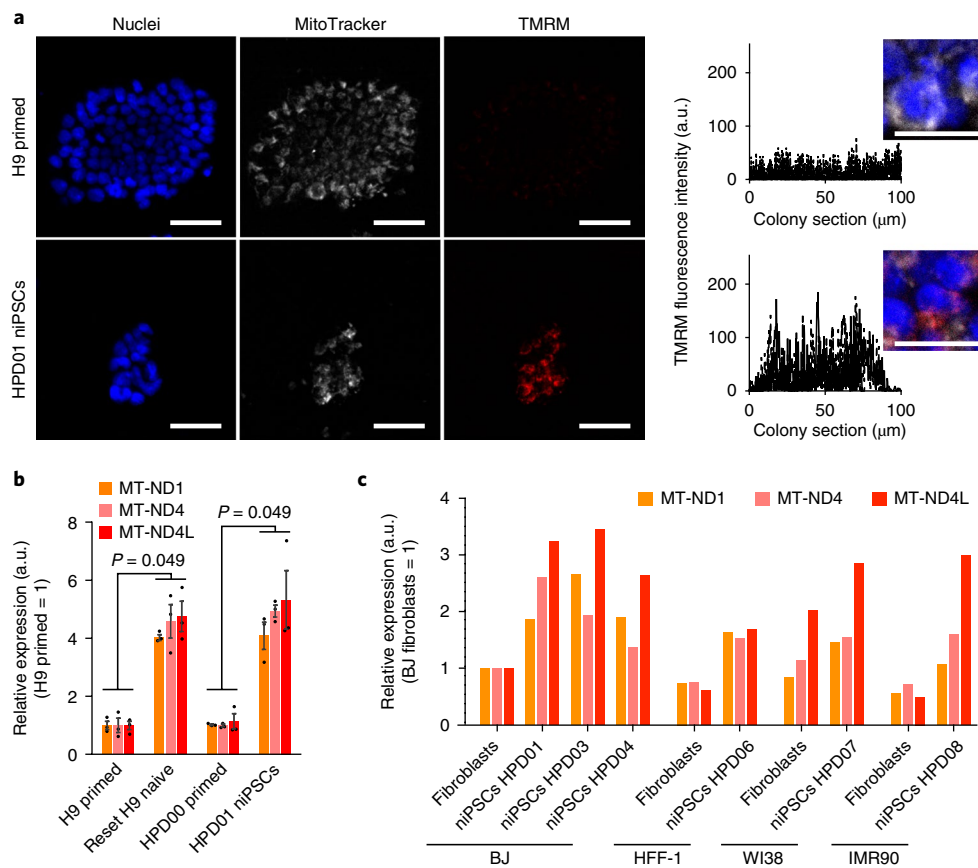 a
Nuclei
MitoTracker
TMRM
H9 primed
HPD01 niPSCs
TMRM fluorescence intensity (a.u.)
200
100
0
0 50 100
Colony section (μm)
200
100
0
0 50 100
Colony section (μm)
b
MT-ND1
MT-ND4
MT-ND4L
P = 0.049
P = 0.049
Relative expression (a.u.)
(H9 primed = 1)
8
6
4
2
0
H9 primed
Reset H9 naive
HPD00 primed
HPD01 niPSCs
c
MT-ND1
MT-ND4
MT-ND4L
Relative expression (a.u.)
(BJ fibroblasts = 1)
4
3
2
1
0
Fibroblasts
niPSCs HPD01
niPSCs HPD03
niPSCs HPD04
Fibroblasts
niPSCs HPD06
Fibroblasts
niPSCs HPD07
Fibroblasts
niPSCs HPD08
BJ
HFF-1
WI38
IMR90